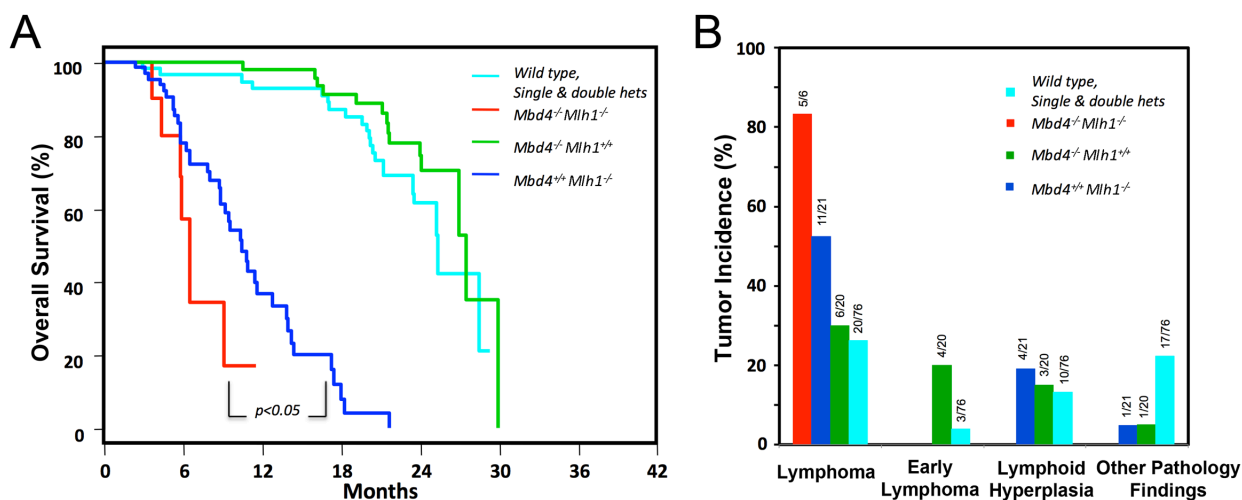 A
Overall Survival (%)
100
80
60
40
20
0
0 6 12 18 24 30 36 42
Months
Wild type,
Single & double hets
Mbd4-/- Mlh1-/-
Mbd4-/- Mlh1+/+
Mbd4+/+ Mlh1-/-
p<0.05
B
Tumor Incidence (%)
100
80
60
40
20
0
5/6
11/21
6/20
20/76
4/20
3/76
4/21
3/20
10/76
1/21
1/20
17/76
Wild type,
Single & double hets
Mbd4-/- Mlh1-/-
Mbd4-/- Mlh1+/+
Mbd4+/+ Mlh1-/-
Lymphoma
Early
Lymphoma
Lymphoid
Hyperplasia
Other Pathology
Findings